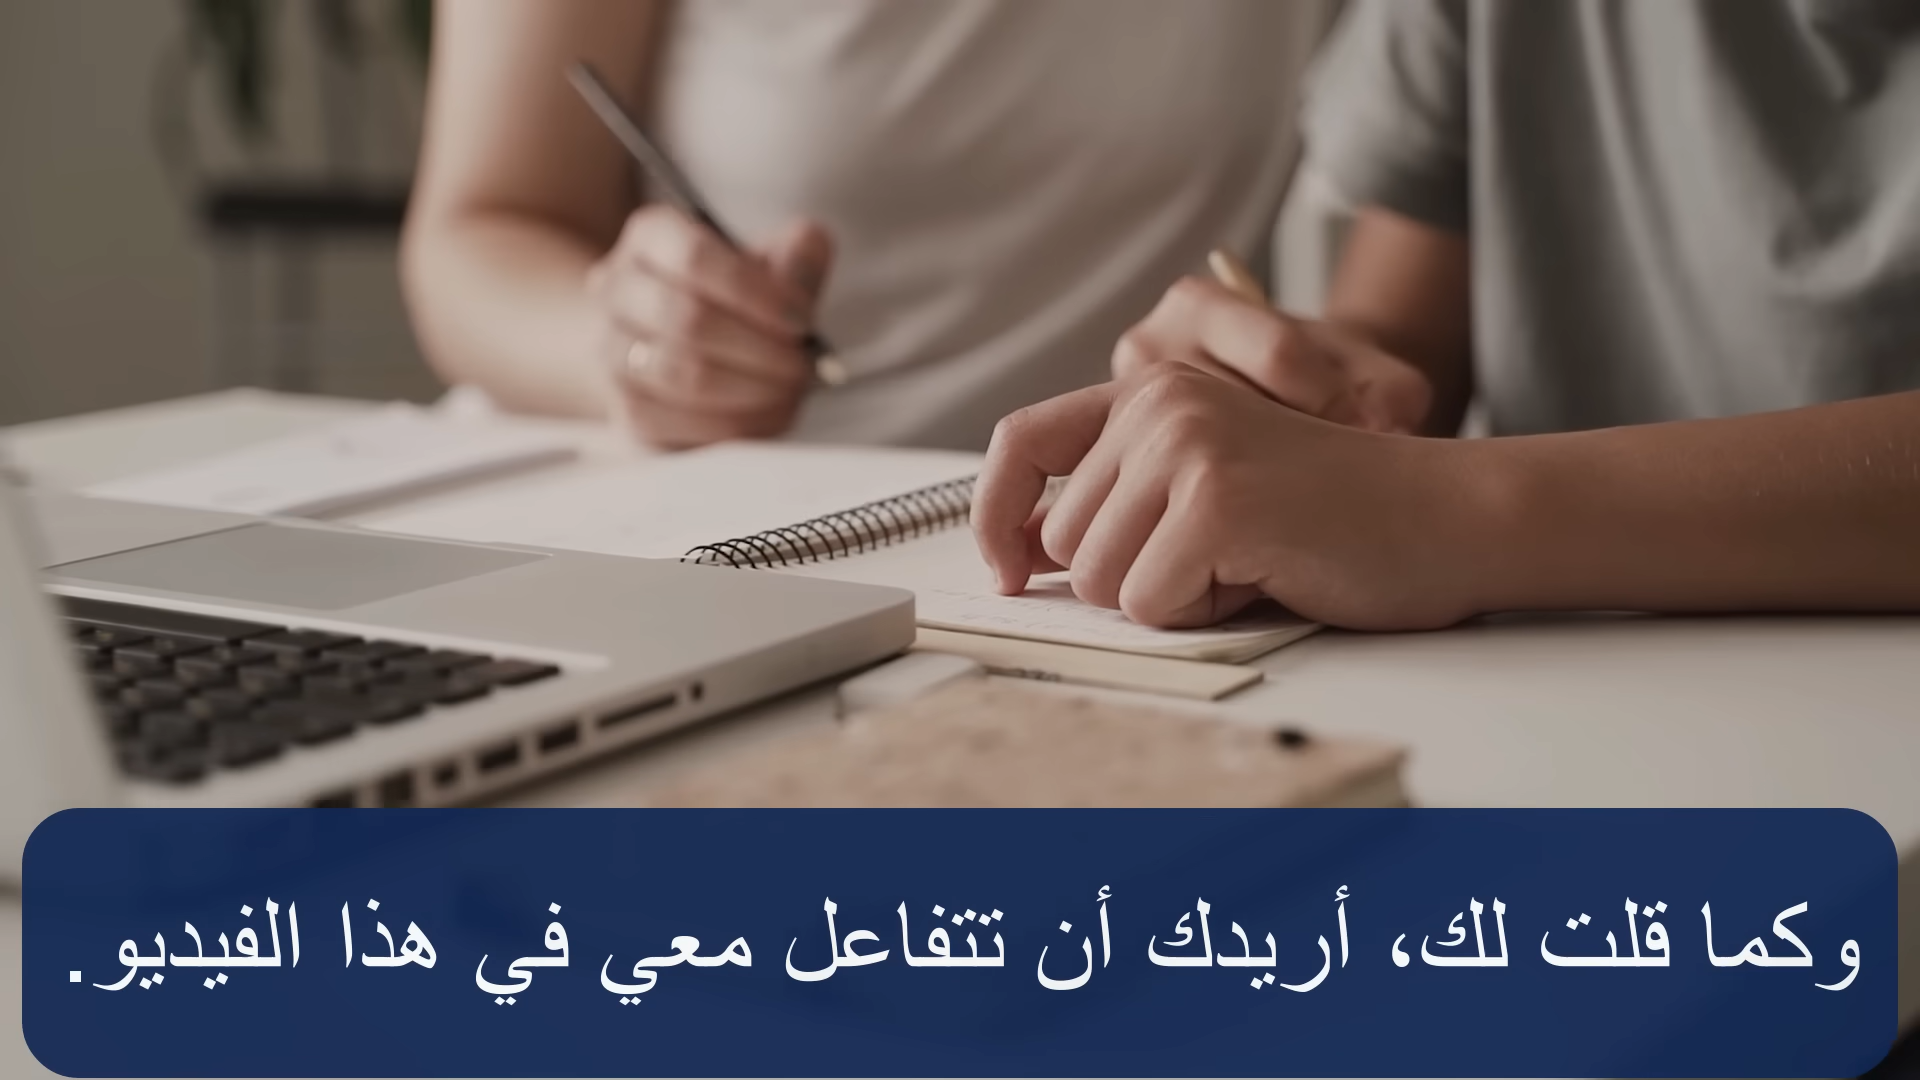 وكما قلت لك، أريدك أن تتفاعل معي في هذا الفيديو.